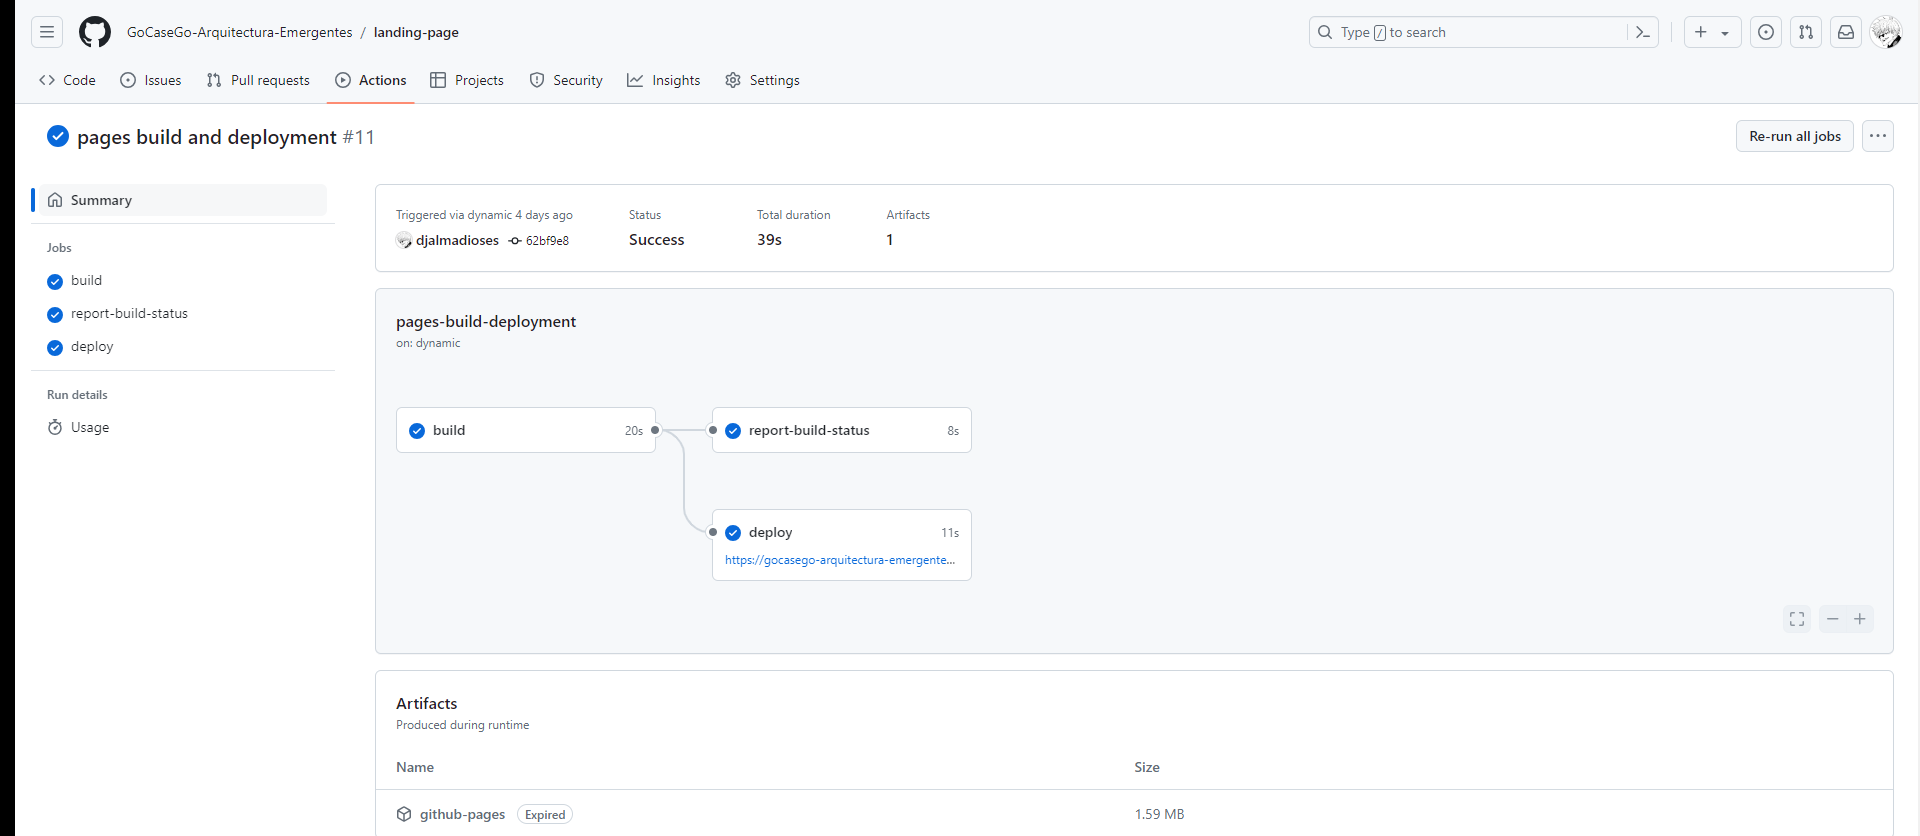 GoCaseGo-Arquitectura-Emergentes / landing-page
Type / to search
Code Issues Pull requests Actions Projects Security Insights Settings
pages build and deployment #11
Re-run all jobs
Summary
Jobs
build
report-build-status
deploy
Run details
Usage
Triggered via dynamic 4 days ago
djalmadioses 62bf9e8
Status
Success
Total duration
39s
Artifacts
1
pages-build-deployment
on: dynamic
build 20s
report-build-status 8s
deploy 11s
https://gocasego-arquitectura-emergente...
Artifacts
Produced during runtime
Name Size
github-pages Expired 1.59 MB